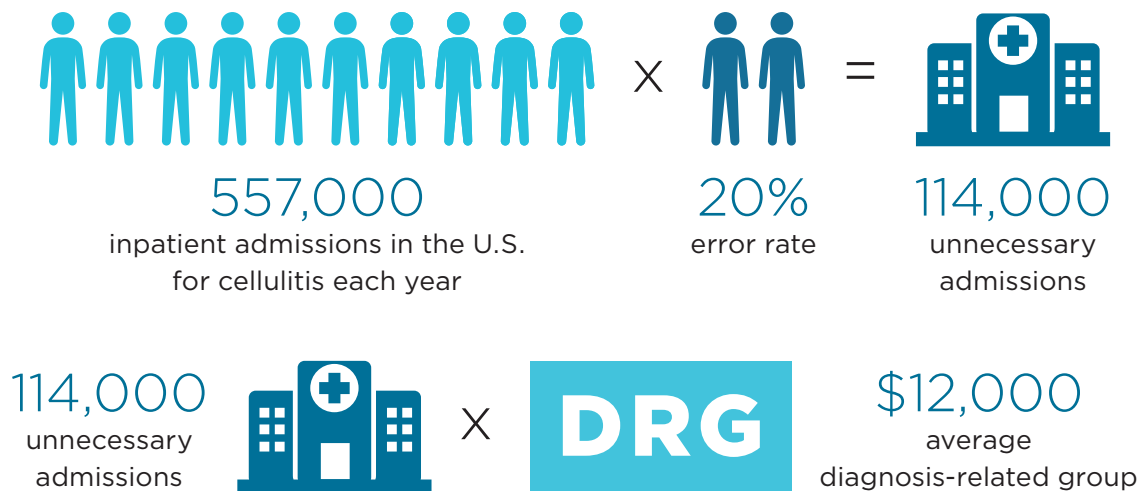 X
=
557,000
inpatient admissions in the U.S.
for cellulitis each year
20%
error rate
114,000
unnecessary
admissions
114,000
unnecessary
admissions
X
DRG
$12,000
average
diagnosis-related group